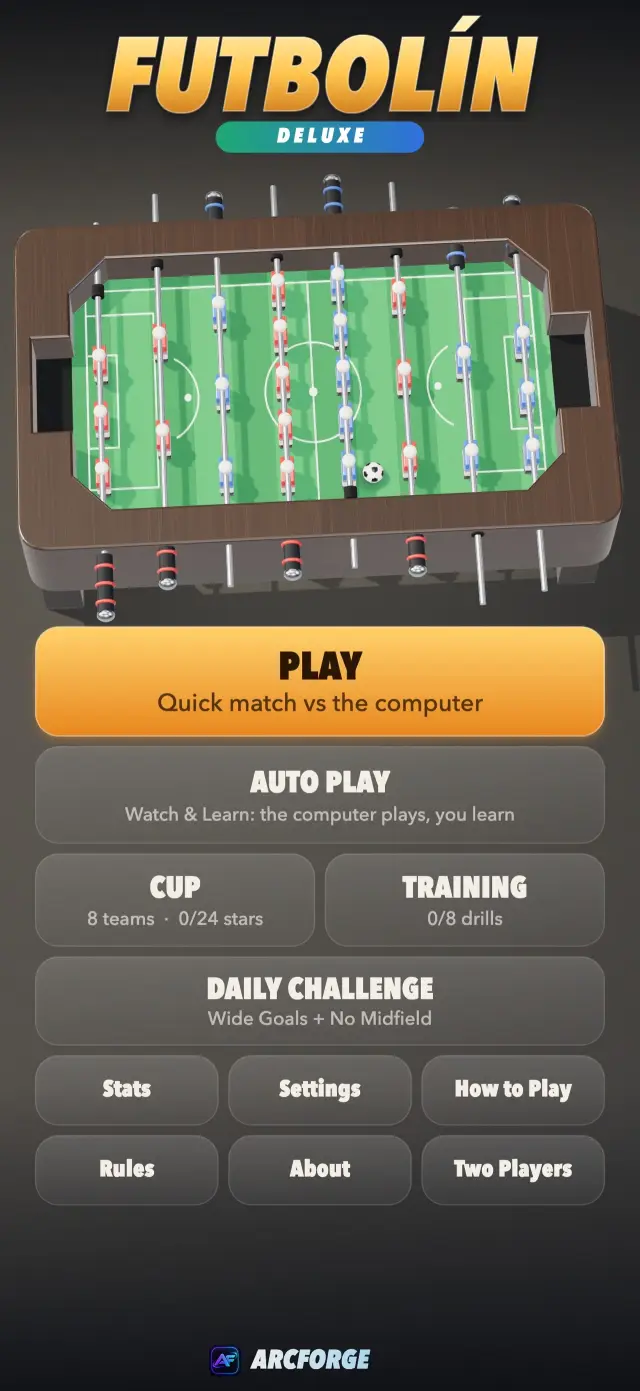 FUTBOLÍN
DELUXE
PLAY
Quick match vs the computer
AUTO PLAY
Watch & Learn: the computer plays, you learn
CUP
8 teams · 0/24 stars
TRAINING
0/8 drills
DAILY CHALLENGE
Wide Goals + No Midfield
Stats
Settings
How to Play
Rules
About
Two Players
AF
ARCFORGE